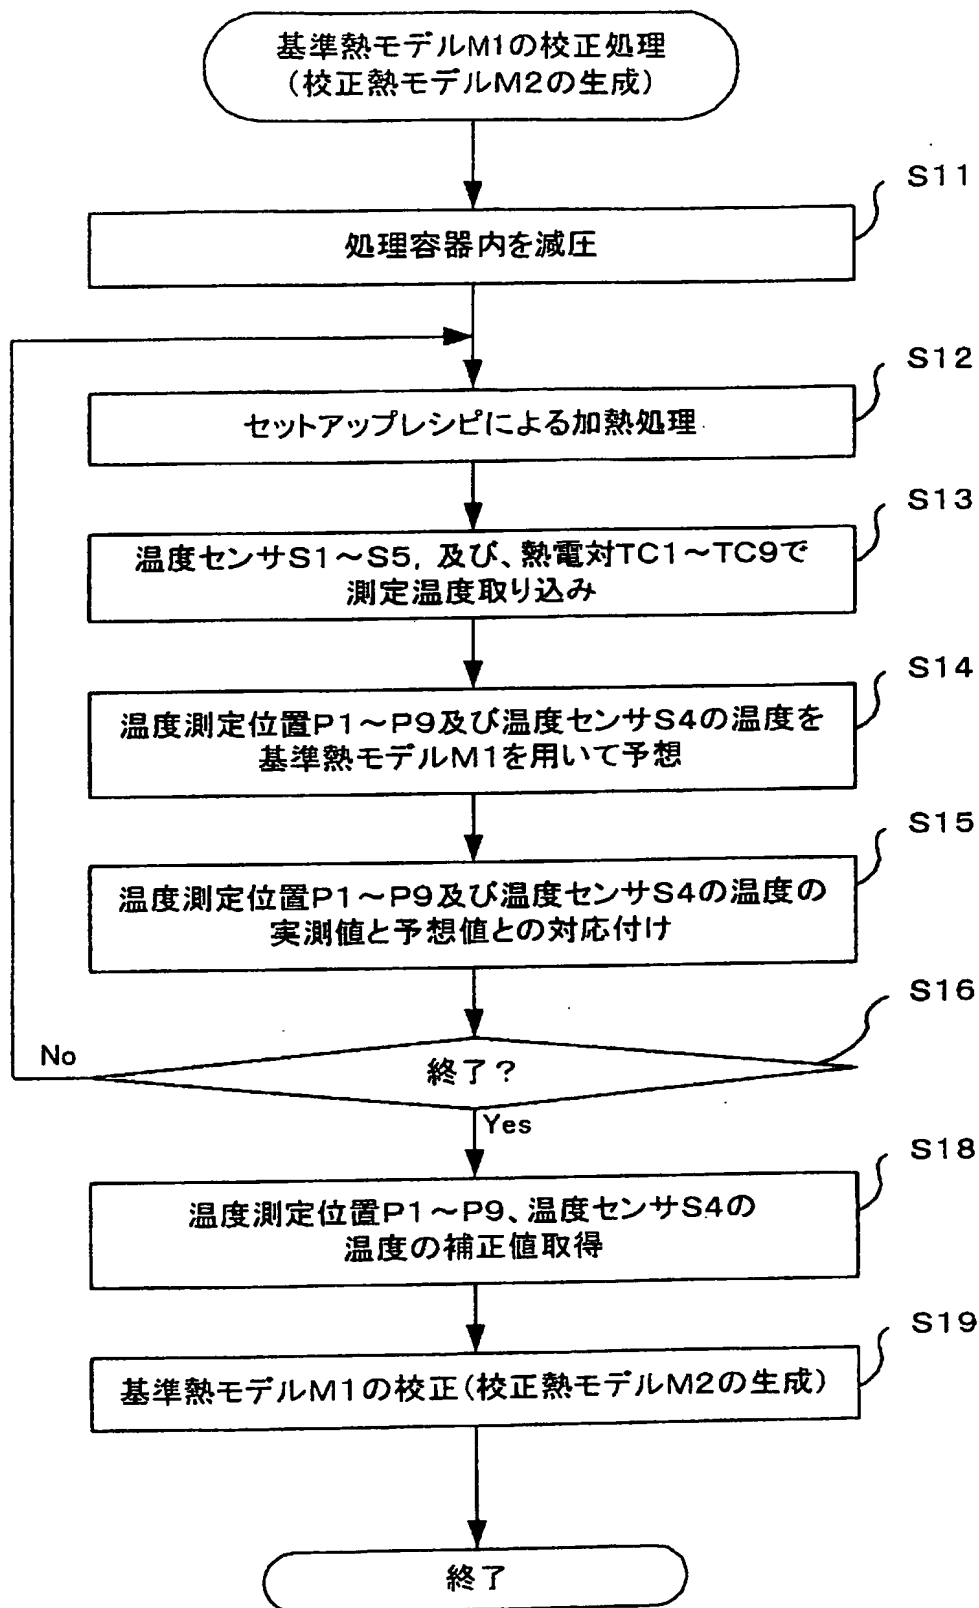 基準熱モデルM1の校正処理
(校正熱モデルM2の生成)
S11
処理容器内を減圧
S12
セットアップレシピによる加熱処理
S13
温度センサS1～S5, 及び、熱電対TC1～TC9で
測定温度取り込み
S14
温度測定位置P1～P9及び温度センサS4の温度を
基準熱モデルM1を用いて予想
S15
温度測定位置P1～P9及び温度センサS4の温度の
実測値と予想値との対応付け
S16
No
終了？
Yes
S18
温度測定位置P1～P9、温度センサS4の
温度の補正値取得
S19
基準熱モデルM1の校正(校正熱モデルM2の生成)
終了